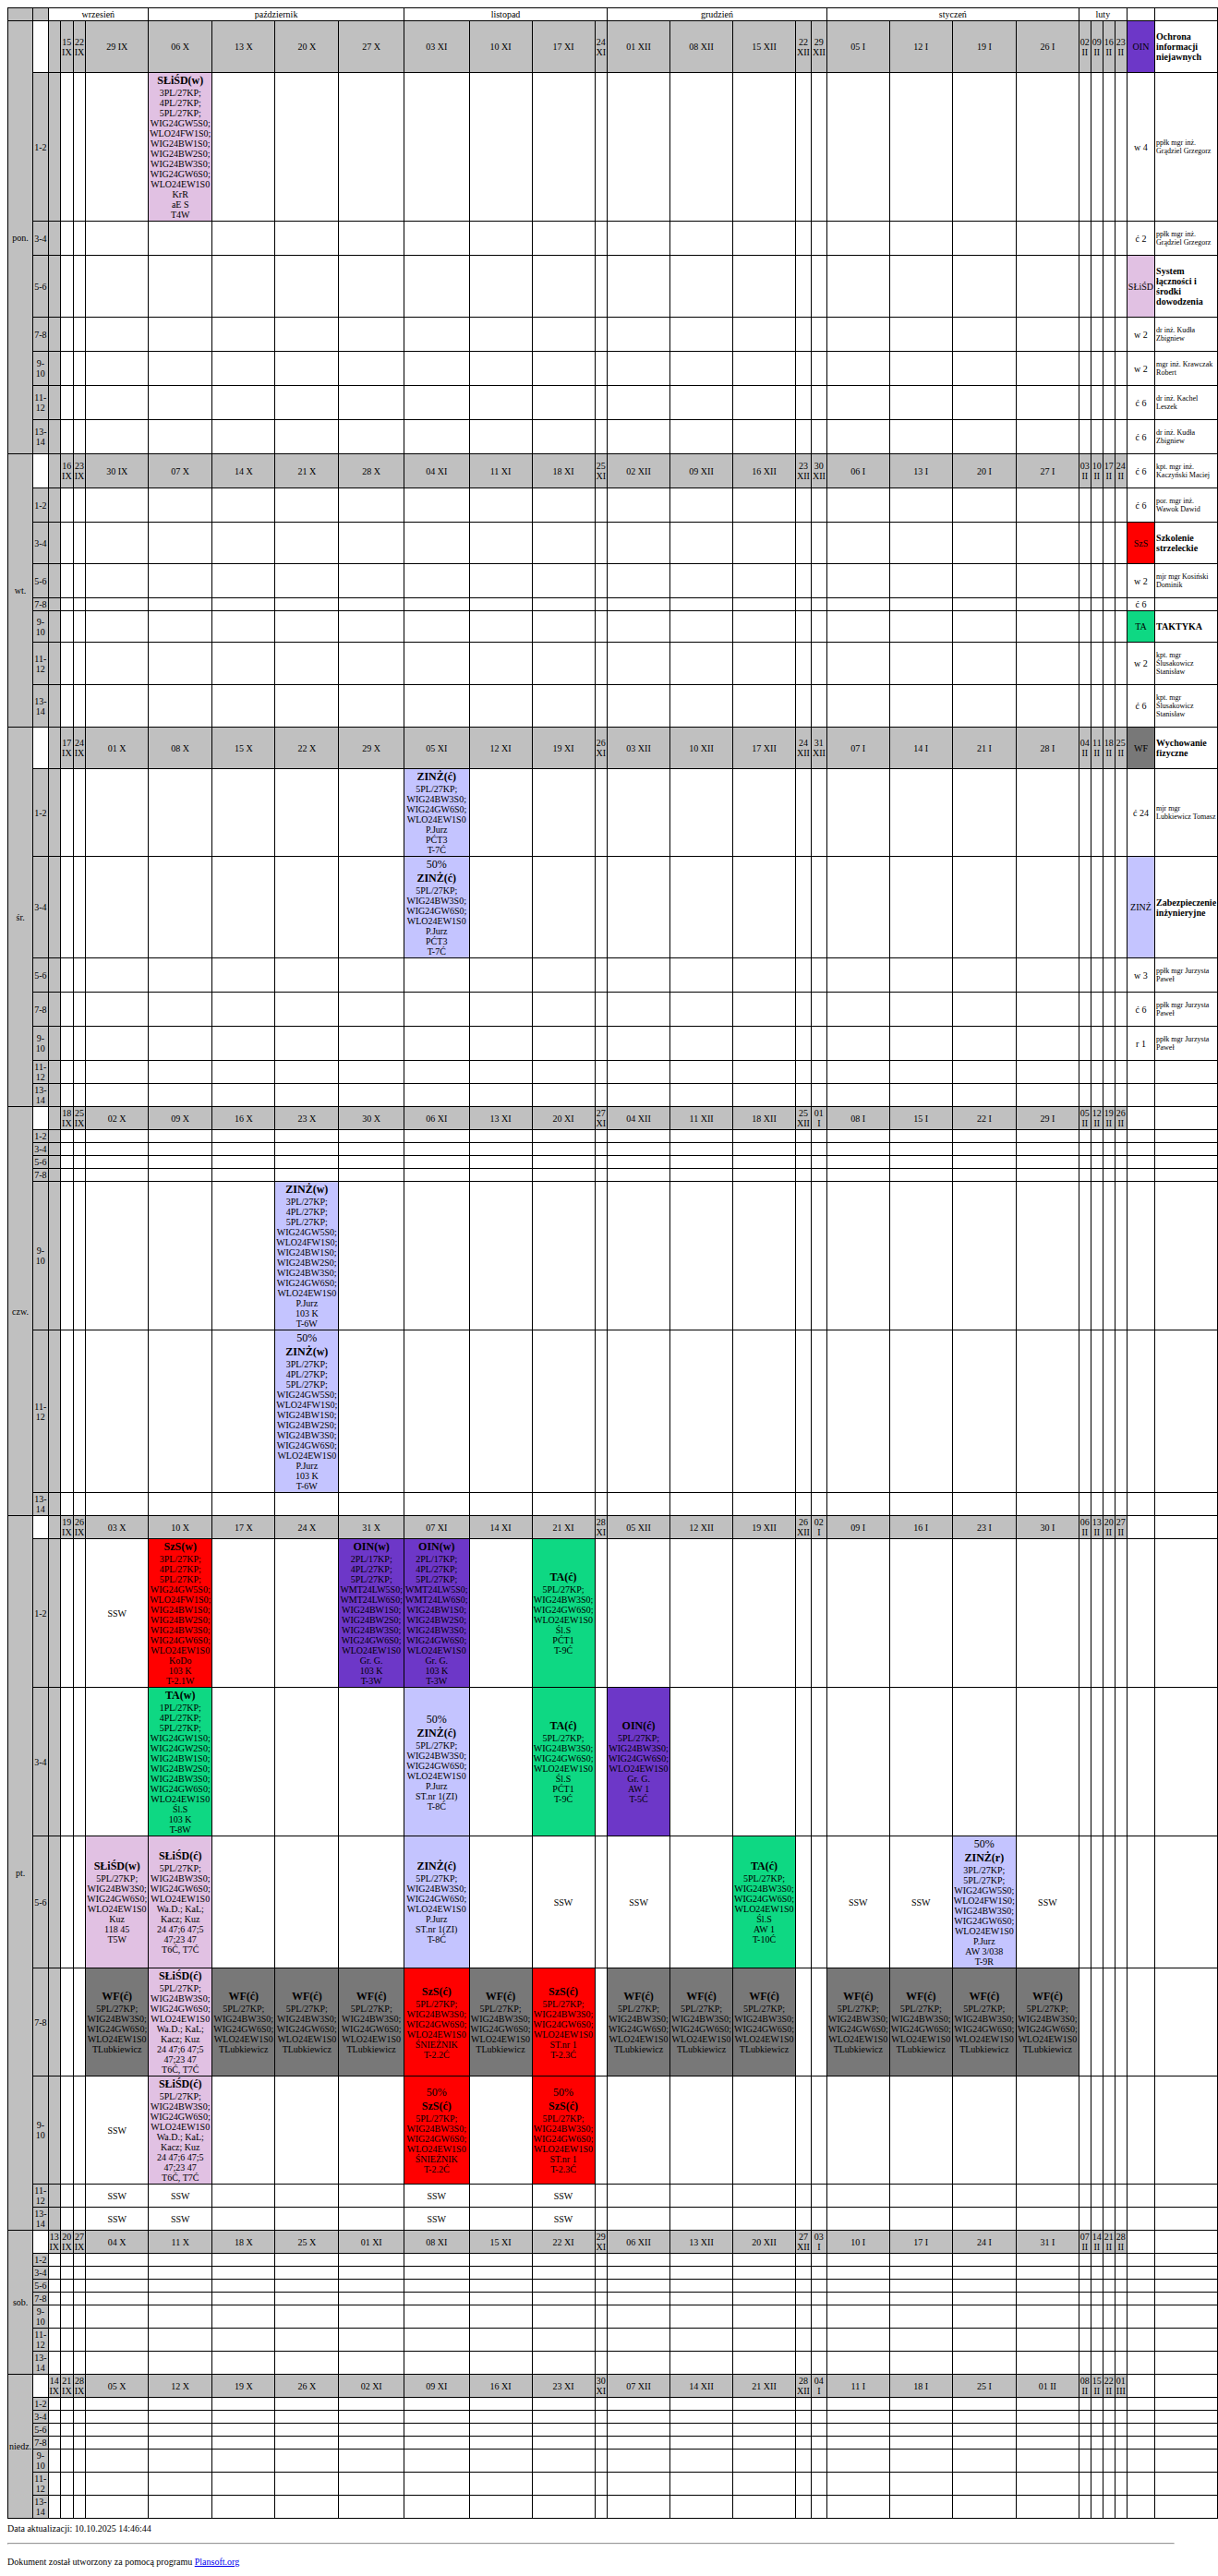 wrzesień październik listopad grudzień styczeń luty
15 IX 22 IX 29 IX 06 X 13 X 20 X 27 X 03 XI 10 XI 17 XI 24 XI 01 XII 08 XII 15 XII 22 XII 29 XII 05 I 12 I 19 I 26 I 02 II 09 II 16 II 23 II OIN Ochrona informacji niejawnych
pon.
1-2
SŁiŚD(w)
3PL/27KP;
4PL/27KP;
5PL/27KP;
WIG24GW5S0;
WLO24FW1S0;
WIG24BW1S0;
WIG24BW2S0;
WIG24BW3S0;
WIG24GW6S0;
WLO24EW1S0
KrR
aE S
T4W
w 4 ppłk mgr inż. Grądziel Grzegorz
3-4 ć 2 ppłk mgr inż. Grądziel Grzegorz
5-6 SŁiŚD System łączności i środki dowodzenia
7-8 w 2 dr inż. Kudła Zbigniew
9-10 w 2 mgr inż. Krawczak Robert
11-12 ć 6 dr inż. Kachel Leszek
13-14 ć 6 dr inż. Kudła Zbigniew
16 IX 23 IX 30 IX 07 X 14 X 21 X 28 X 04 XI 11 XI 18 XI 25 XI 02 XII 09 XII 16 XII 23 XII 30 XII 06 I 13 I 20 I 27 I 03 II 10 II 17 II 24 II ć 6 kpt. mgr inż. Kaczyński Maciej
wt.
1-2 ć 6 por. mgr inż. Wawok Dawid
3-4 SzS Szkolenie strzeleckie
5-6 w 2 mjr mgr Kosiński Dominik
7-8 ć 6
9-10 TA TAKTYKA
11-12 w 2 kpt. mgr Ślusakowicz Stanisław
13-14 ć 6 kpt. mgr Ślusakowicz Stanisław
17 IX 24 IX 01 X 08 X 15 X 22 X 29 X 05 XI 12 XI 19 XI 26 XI 03 XII 10 XII 17 XII 24 XII 31 XII 07 I 14 I 21 I 28 I 04 II 11 II 18 II 25 II WF Wychowanie fizyczne
śr.
1-2
ZINŻ(ć)
5PL/27KP;
WIG24BW3S0;
WIG24GW6S0;
WLO24EW1S0
P.Jurz
PĆT3
T-7Ć
ć 24 mjr mgr Lubkiewicz Tomasz
3-4
50%
ZINŻ(ć)
5PL/27KP;
WIG24BW3S0;
WIG24GW6S0;
WLO24EW1S0
P.Jurz
PĆT3
T-7Ć
ZINŻ Zabezpieczenie inżynieryjne
5-6 w 3 ppłk mgr Jurzysta Paweł
7-8 ć 6 ppłk mgr Jurzysta Paweł
9-10 r 1 ppłk mgr Jurzysta Paweł
11-12
13-14
18 IX 25 IX 02 X 09 X 16 X 23 X 30 X 06 XI 13 XI 20 XI 27 XI 04 XII 11 XII 18 XII 25 XII 01 I 08 I 15 I 22 I 29 I 05 II 12 II 19 II 26 II
czw.
1-2
3-4
5-6
7-8
9-10
ZINŻ(w)
3PL/27KP;
4PL/27KP;
5PL/27KP;
WIG24GW5S0;
WLO24FW1S0;
WIG24BW1S0;
WIG24BW2S0;
WIG24BW3S0;
WIG24GW6S0;
WLO24EW1S0
P.Jurz
103 K
T-6W
11-12
50%
ZINŻ(w)
3PL/27KP;
4PL/27KP;
5PL/27KP;
WIG24GW5S0;
WLO24FW1S0;
WIG24BW1S0;
WIG24BW2S0;
WIG24BW3S0;
WIG24GW6S0;
WLO24EW1S0
P.Jurz
103 K
T-6W
13-14
19 IX 26 IX 03 X 10 X 17 X 24 X 31 X 07 XI 14 XI 21 XI 28 XI 05 XII 12 XII 19 XII 26 XII 02 I 09 I 16 I 23 I 30 I 06 II 13 II 20 II 27 II
pt.
1-2
SSW
SzS(w)
3PL/27KP;
4PL/27KP;
5PL/27KP;
WIG24GW5S0;
WLO24FW1S0;
WIG24BW1S0;
WIG24BW2S0;
WIG24BW3S0;
WIG24GW6S0;
WLO24EW1S0
KoDo
103 K
T-2.1W
OIN(w)
2PL/17KP;
4PL/27KP;
5PL/27KP;
WMT24LW5S0;
WMT24LW6S0;
WIG24BW1S0;
WIG24BW2S0;
WIG24BW3S0;
WIG24GW6S0;
WLO24EW1S0
Gr. G.
103 K
T-3W
OIN(w)
2PL/17KP;
4PL/27KP;
5PL/27KP;
WMT24LW5S0;
WMT24LW6S0;
WIG24BW1S0;
WIG24BW2S0;
WIG24BW3S0;
WIG24GW6S0;
WLO24EW1S0
Gr. G.
103 K
T-3W
TA(ć)
5PL/27KP;
WIG24BW3S0;
WIG24GW6S0;
WLO24EW1S0
Śl.S
PĆT1
T-9Ć
3-4
TA(w)
1PL/27KP;
4PL/27KP;
5PL/27KP;
WIG24GW1S0;
WIG24GW2S0;
WIG24BW1S0;
WIG24BW2S0;
WIG24BW3S0;
WIG24GW6S0;
WLO24EW1S0
Śl.S
103 K
T-8W
50%
ZINŻ(ć)
5PL/27KP;
WIG24BW3S0;
WIG24GW6S0;
WLO24EW1S0
P.Jurz
ST.nr 1(ZI)
T-8Ć
TA(ć)
5PL/27KP;
WIG24BW3S0;
WIG24GW6S0;
WLO24EW1S0
Śl.S
PĆT1
T-9Ć
OIN(ć)
5PL/27KP;
WIG24BW3S0;
WIG24GW6S0;
WLO24EW1S0
Gr. G.
AW 1
T-5Ć
5-6
SŁiŚD(w)
5PL/27KP;
WIG24BW3S0;
WIG24GW6S0;
WLO24EW1S0
Kuz
118 45
T5W
SŁiŚD(ć)
5PL/27KP;
WIG24BW3S0;
WIG24GW6S0;
WLO24EW1S0
Wa.D.; KaL;
Kacz; Kuz
24 47;6 47;5
47;23 47
T6Ć, T7Ć
ZINŻ(ć)
5PL/27KP;
WIG24BW3S0;
WIG24GW6S0;
WLO24EW1S0
P.Jurz
ST.nr 1(ZI)
T-8Ć
SSW
SSW
TA(ć)
5PL/27KP;
WIG24BW3S0;
WIG24GW6S0;
WLO24EW1S0
Śl.S
AW 1
T-10Ć
SSW
SSW
50%
ZINŻ(r)
3PL/27KP;
5PL/27KP;
WIG24GW5S0;
WLO24FW1S0;
WIG24BW3S0;
WIG24GW6S0;
WLO24EW1S0
P.Jurz
AW 3/038
T-9R
SSW
7-8
WF(ć)
5PL/27KP;
WIG24BW3S0;
WIG24GW6S0;
WLO24EW1S0
TLubkiewicz
SŁiŚD(ć)
5PL/27KP;
WIG24BW3S0;
WIG24GW6S0;
WLO24EW1S0
Wa.D.; KaL;
Kacz; Kuz
24 47;6 47;5
47;23 47
T6Ć, T7Ć
WF(ć)
5PL/27KP;
WIG24BW3S0;
WIG24GW6S0;
WLO24EW1S0
TLubkiewicz
WF(ć)
5PL/27KP;
WIG24BW3S0;
WIG24GW6S0;
WLO24EW1S0
TLubkiewicz
WF(ć)
5PL/27KP;
WIG24BW3S0;
WIG24GW6S0;
WLO24EW1S0
TLubkiewicz
SzS(ć)
5PL/27KP;
WIG24BW3S0;
WIG24GW6S0;
WLO24EW1S0
ŚNIEŻNIK
T-2.2Ć
WF(ć)
5PL/27KP;
WIG24BW3S0;
WIG24GW6S0;
WLO24EW1S0
TLubkiewicz
SzS(ć)
5PL/27KP;
WIG24BW3S0;
WIG24GW6S0;
WLO24EW1S0
ST.nr 1
T-2.3Ć
WF(ć)
5PL/27KP;
WIG24BW3S0;
WIG24GW6S0;
WLO24EW1S0
TLubkiewicz
WF(ć)
5PL/27KP;
WIG24BW3S0;
WIG24GW6S0;
WLO24EW1S0
TLubkiewicz
WF(ć)
5PL/27KP;
WIG24BW3S0;
WIG24GW6S0;
WLO24EW1S0
TLubkiewicz
WF(ć)
5PL/27KP;
WIG24BW3S0;
WIG24GW6S0;
WLO24EW1S0
TLubkiewicz
WF(ć)
5PL/27KP;
WIG24BW3S0;
WIG24GW6S0;
WLO24EW1S0
TLubkiewicz
WF(ć)
5PL/27KP;
WIG24BW3S0;
WIG24GW6S0;
WLO24EW1S0
TLubkiewicz
WF(ć)
5PL/27KP;
WIG24BW3S0;
WIG24GW6S0;
WLO24EW1S0
TLubkiewicz
9-10
SSW
SŁiŚD(ć)
5PL/27KP;
WIG24BW3S0;
WIG24GW6S0;
WLO24EW1S0
Wa.D.; KaL;
Kacz; Kuz
24 47;6 47;5
47;23 47
T6Ć, T7Ć
50%
SzS(ć)
5PL/27KP;
WIG24BW3S0;
WIG24GW6S0;
WLO24EW1S0
ŚNIEŻNIK
T-2.2Ć
50%
SzS(ć)
5PL/27KP;
WIG24BW3S0;
WIG24GW6S0;
WLO24EW1S0
ST.nr 1
T-2.3Ć
11-12 SSW SSW SSW SSW
13-14 SSW SSW SSW SSW
13 IX 20 IX 27 IX 04 X 11 X 18 X 25 X 01 XI 08 XI 15 XI 22 XI 29 XI 06 XII 13 XII 20 XII 27 XII 03 I 10 I 17 I 24 I 31 I 07 II 14 II 21 II 28 II
sob.
1-2
3-4
5-6
7-8
9-10
11-12
13-14
14 IX 21 IX 28 IX 05 X 12 X 19 X 26 X 02 XI 09 XI 16 XI 23 XI 30 XI 07 XII 14 XII 21 XII 28 XII 04 I 11 I 18 I 25 I 01 II 08 II 15 II 22 II 01 III
niedz
1-2
3-4
5-6
7-8
9-10
11-12
13-14
Data aktualizacji: 10.10.2025 14:46:44
Dokument został utworzony za pomocą programu Plansoft.org